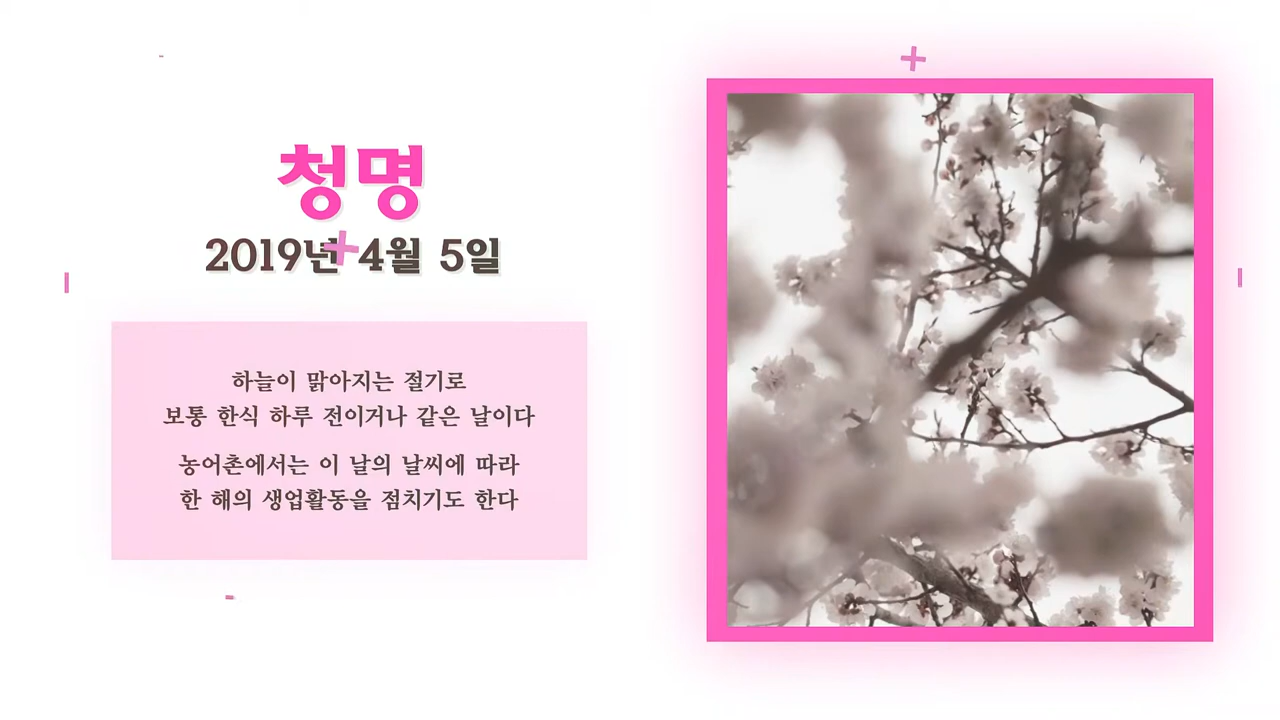 청명
2019년 4월 5일
하늘이 맑아지는 절기로
보통 한식 하루 전이거나 같은 날이다
농어촌에서는 이 날의 날씨에 따라
한 해의 생업활동을 점치기도 한다